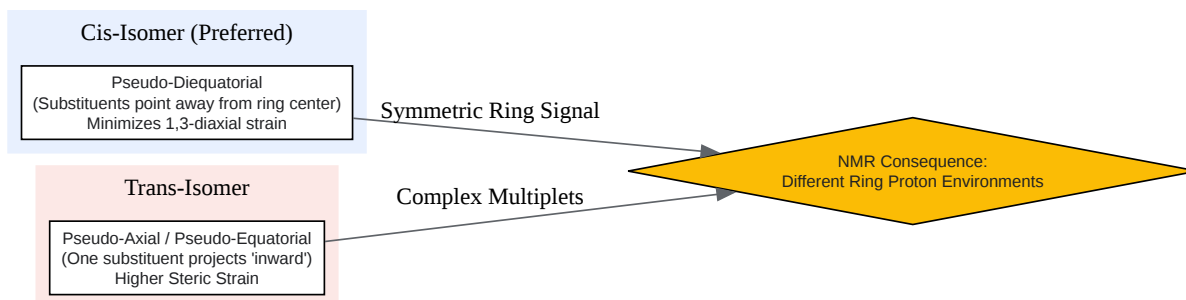 Cis-Isomer (Preferred)
Pseudo-Diequatorial
(Substituents point away from ring center)
Minimizes 1,3-diaxial strain
Symmetric Ring Signal
NMR Consequence:
Different Ring Proton Environments
Trans-Isomer
Complex Multiplets
Pseudo-Axial / Pseudo-Equatorial
(One substituent projects 'inward')
Higher Steric Strain